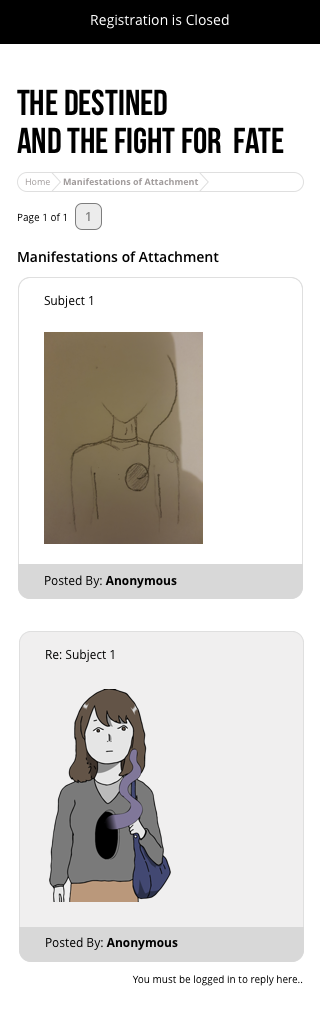 Registration is Closed
THE DESTINED
AND THE FIGHT FOR FATE
Home Manifestations of Attachment
Page 1 of 1 1
Manifestations of Attachment
Subject 1
Posted By: Anonymous
Re: Subject 1
Posted By: Anonymous
You must be logged in to reply here..